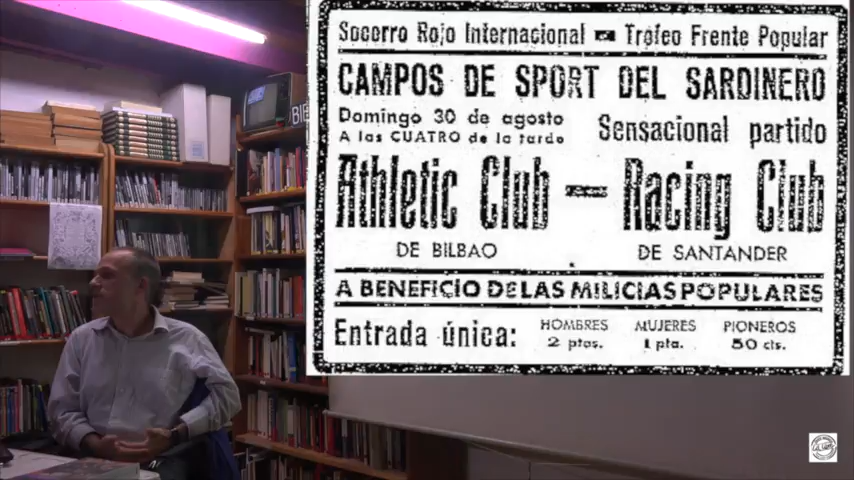 Socorro Rojo Internacional - Trofeo Frente Popular
CAMPOS DE SPORT DEL SARDINERO
Domingo 30 de agosto
A las CUATRO de la tarde
Sensacional partido
Athletic Club - Racing Club
DE BILBAO
DE SANTANDER
A BENEFICIO DE LAS MILICIAS POPULARES
Entrada única:
HOMBRES
2 ptas.
MUJERES
1 pta.
PIONEROS
50 cts.